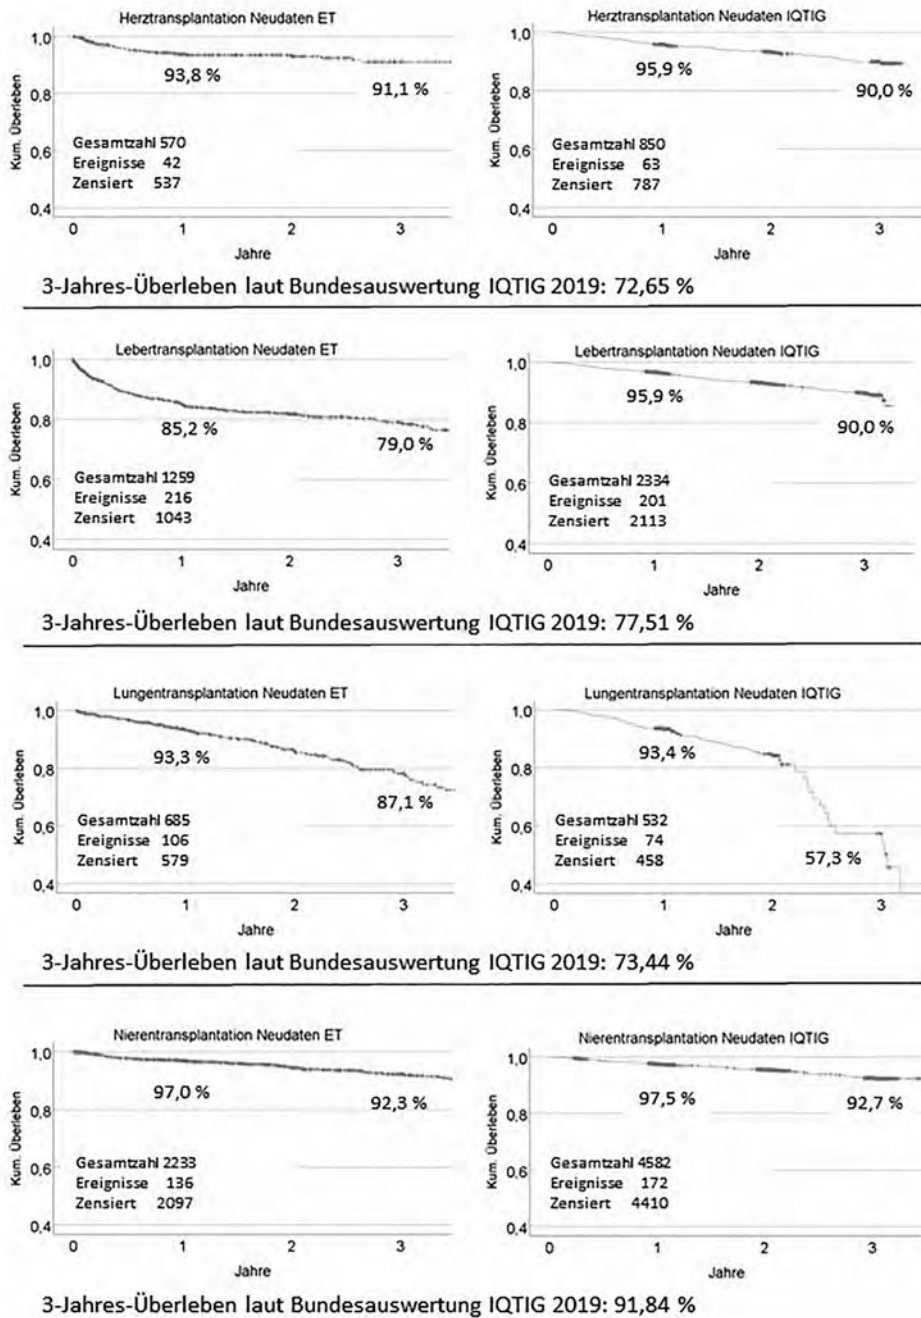 Herztransplantation Neudaten ET
Kum. Überleben
1,0
0,8
0,6
0,4
93,8 %
91,1 %
Gesamtzahl 570
Ereignisse 42
Zensiert 537
0 1 2 3
Jahre
Herztransplantation Neudaten IQTIG
Kum. Überleben
1,0
0,8
0,6
0,4
95,9 %
90,0 %
Gesamtzahl 850
Ereignisse 63
Zensiert 787
0 1 2 3
Jahre
3-Jahres-Überleben laut Bundesauswertung IQTIG 2019: 72,65 %
Lebertransplantation Neudaten ET
Kum. Überleben
1,0
0,8
0,6
0,4
85,2 %
79,0 %
Gesamtzahl 1259
Ereignisse 216
Zensiert 1043
0 1 2 3
Jahre
Lebertransplantation Neudaten IQTIG
Kum. Überleben
1,0
0,8
0,6
0,4
95,9 %
90,0 %
Gesamtzahl 2334
Ereignisse 201
Zensiert 2113
0 1 2 3
Jahre
3-Jahres-Überleben laut Bundesauswertung IQTIG 2019: 77,51 %
Lungentransplantation Neudaten ET
Kum. Überleben
1,0
0,8
0,6
0,4
93,3 %
87,1 %
Gesamtzahl 685
Ereignisse 106
Zensiert 579
0 1 2 3
Jahre
Lungentransplantation Neudaten IQTIG
Kum. Überleben
1,0
0,8
0,6
0,4
93,4 %
57,3 %
Gesamtzahl 532
Ereignisse 74
Zensiert 458
0 1 2 3
Jahre
3-Jahres-Überleben laut Bundesauswertung IQTIG 2019: 73,44 %
Nierentransplantation Neudaten ET
Kum. Überleben
1,0
0,8
0,6
0,4
97,0 %
92,3 %
Gesamtzahl 2233
Ereignisse 136
Zensiert 2097
0 1 2 3
Jahre
Nierentransplantation Neudaten IQTIG
Kum. Überleben
1,0
0,8
0,6
0,4
97,5 %
92,7 %
Gesamtzahl 4582
Ereignisse 172
Zensiert 4410
0 1 2 3
Jahre
3-Jahres-Überleben laut Bundesauswertung IQTIG 2019: 91,84 %